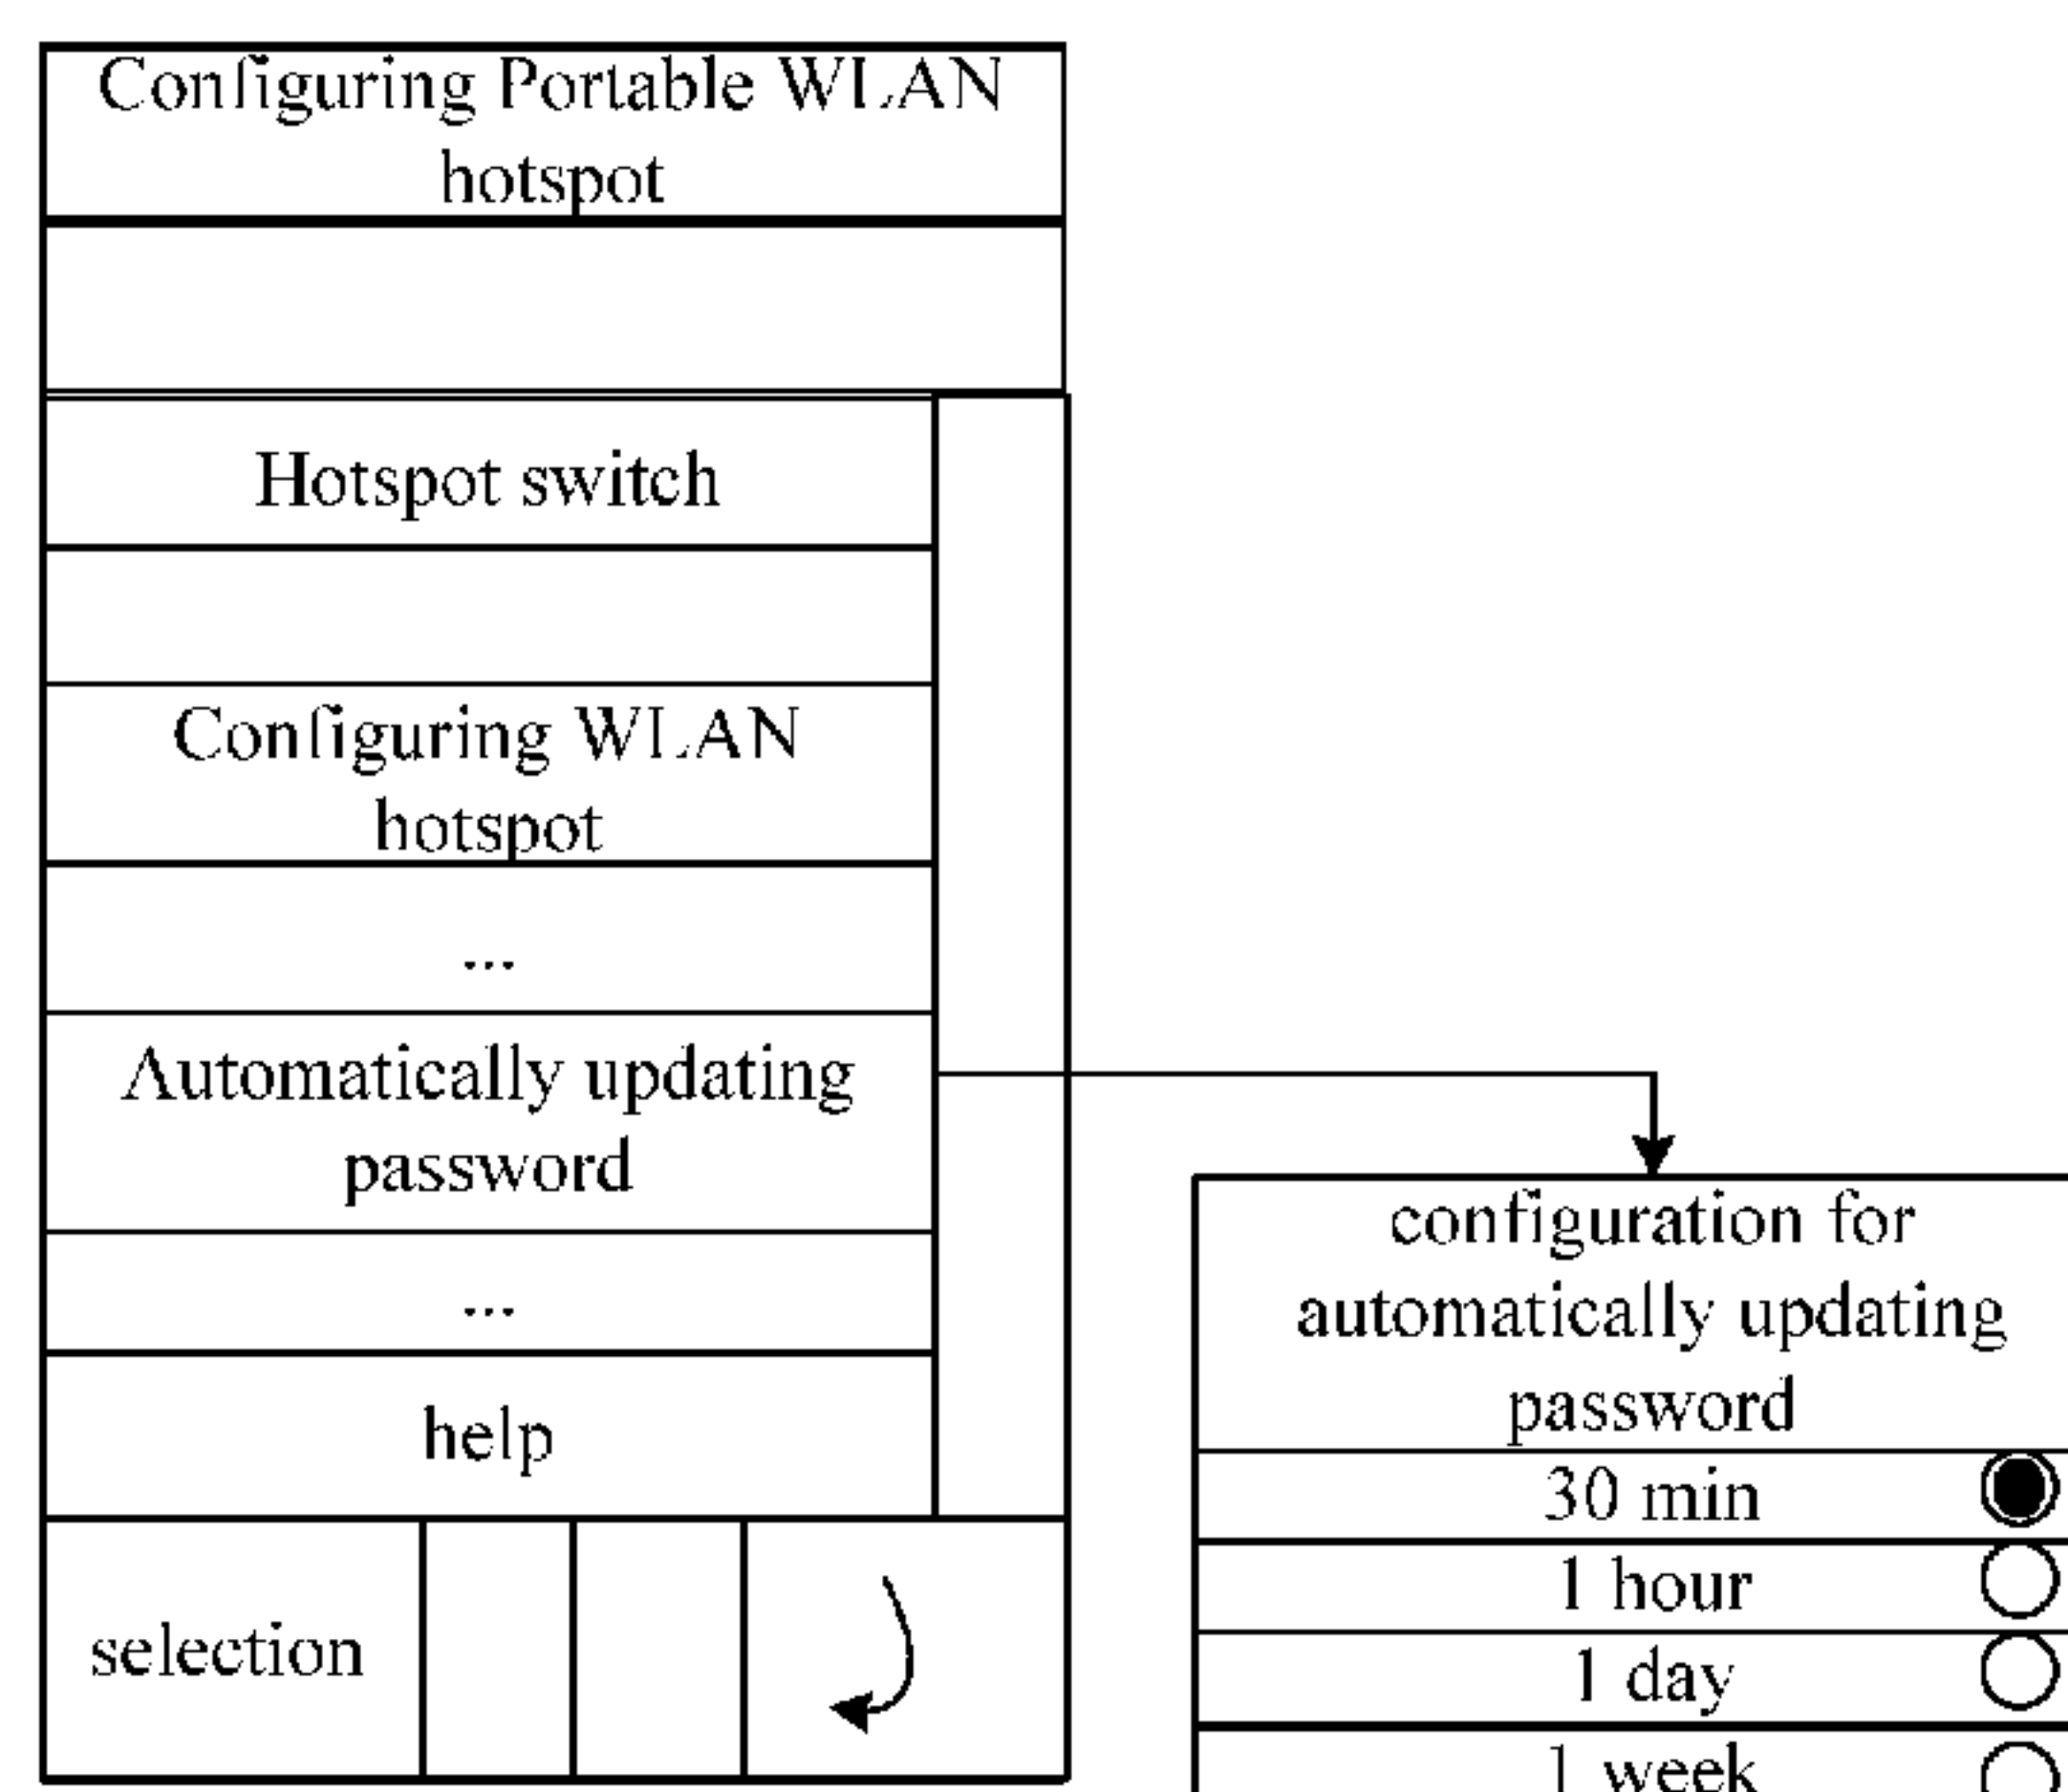 Configuring Portable WLAN
hotspot
Hotspot switch
Configuring WLAN
hotspot
...
Automatically updating
password
...
help
selection
configuration for
automatically updating
password
30 min
1 hour
1 day
1 week